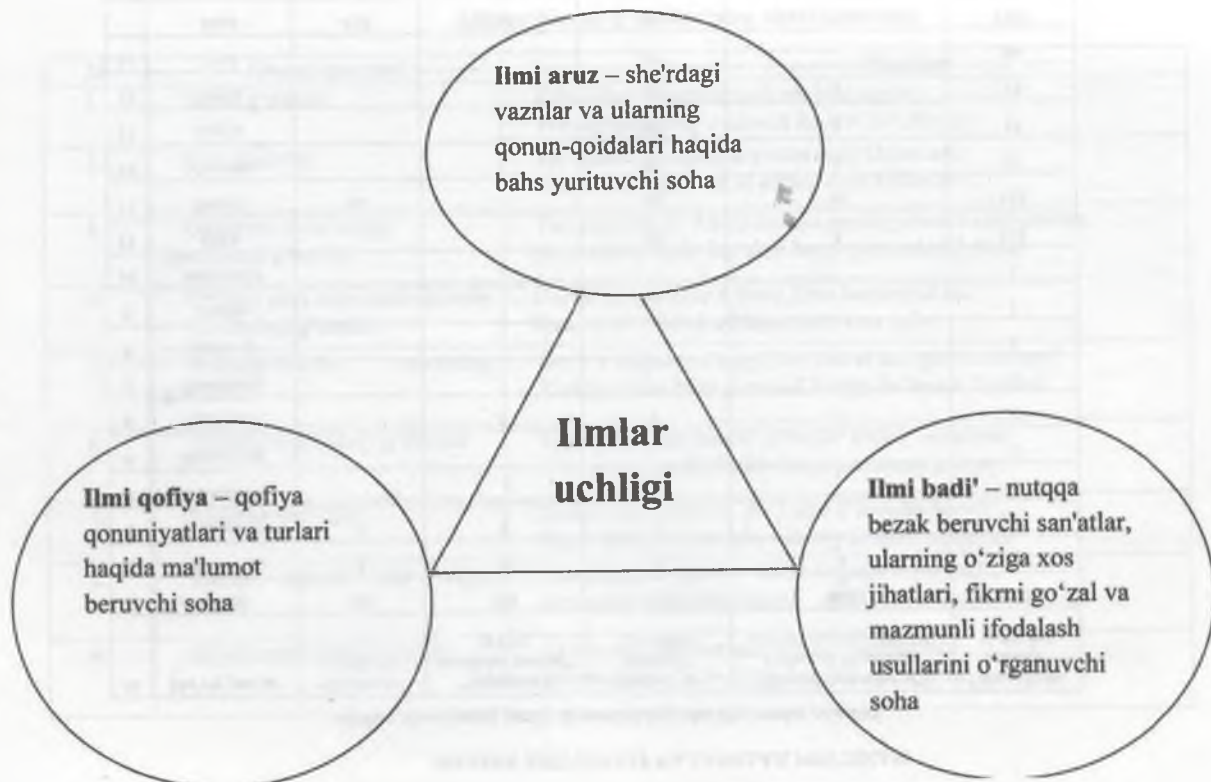 Ilmi aruz – she'rdagi
vaznlar va ularning
qonun-qoidalari haqida
bahs yurituvchi soha
Ilmlar
uchligi
Ilmi qofiya – qofiya
qonuniyatlari va turlari
haqida ma'lumot
beruvchi soha
Ilmi badi' – nutqqa
bezak beruvchi san'atlar,
ularning o‘ziga xos
jihatlari, fikrni go‘zal va
mazmunli ifodalash
usullarini o‘rganuvchi
soha